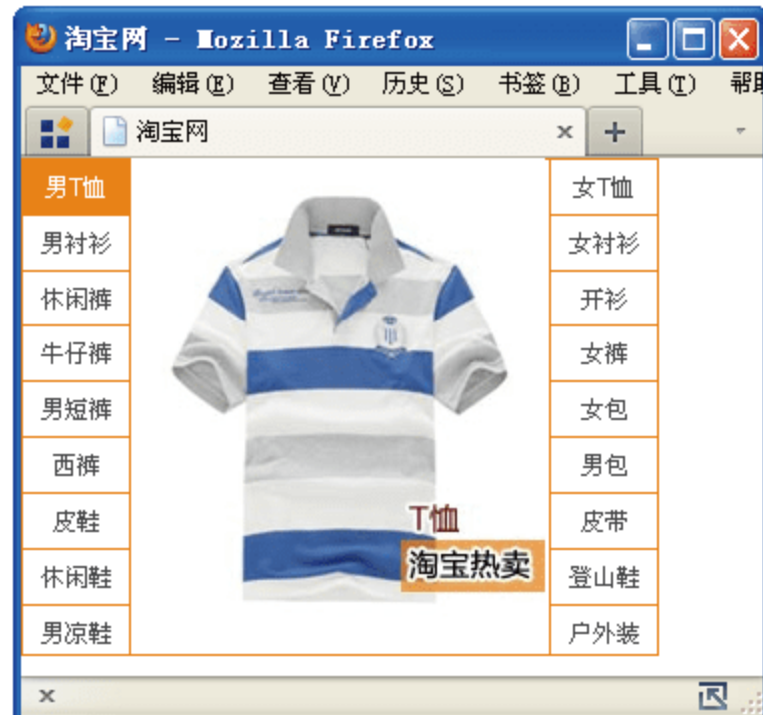 淘宝网 - Mozilla Firefox
文件(F) 编辑(E) 查看(V) 历史(S) 书签(B) 工具(T) 帮助
淘宝网
男T恤
男衬衫
休闲裤
牛仔裤
男短裤
西裤
皮鞋
休闲鞋
男凉鞋
T恤
淘宝热卖
女T恤
女衬衫
开衫
女裤
女包
男包
皮带
登山鞋
户外装